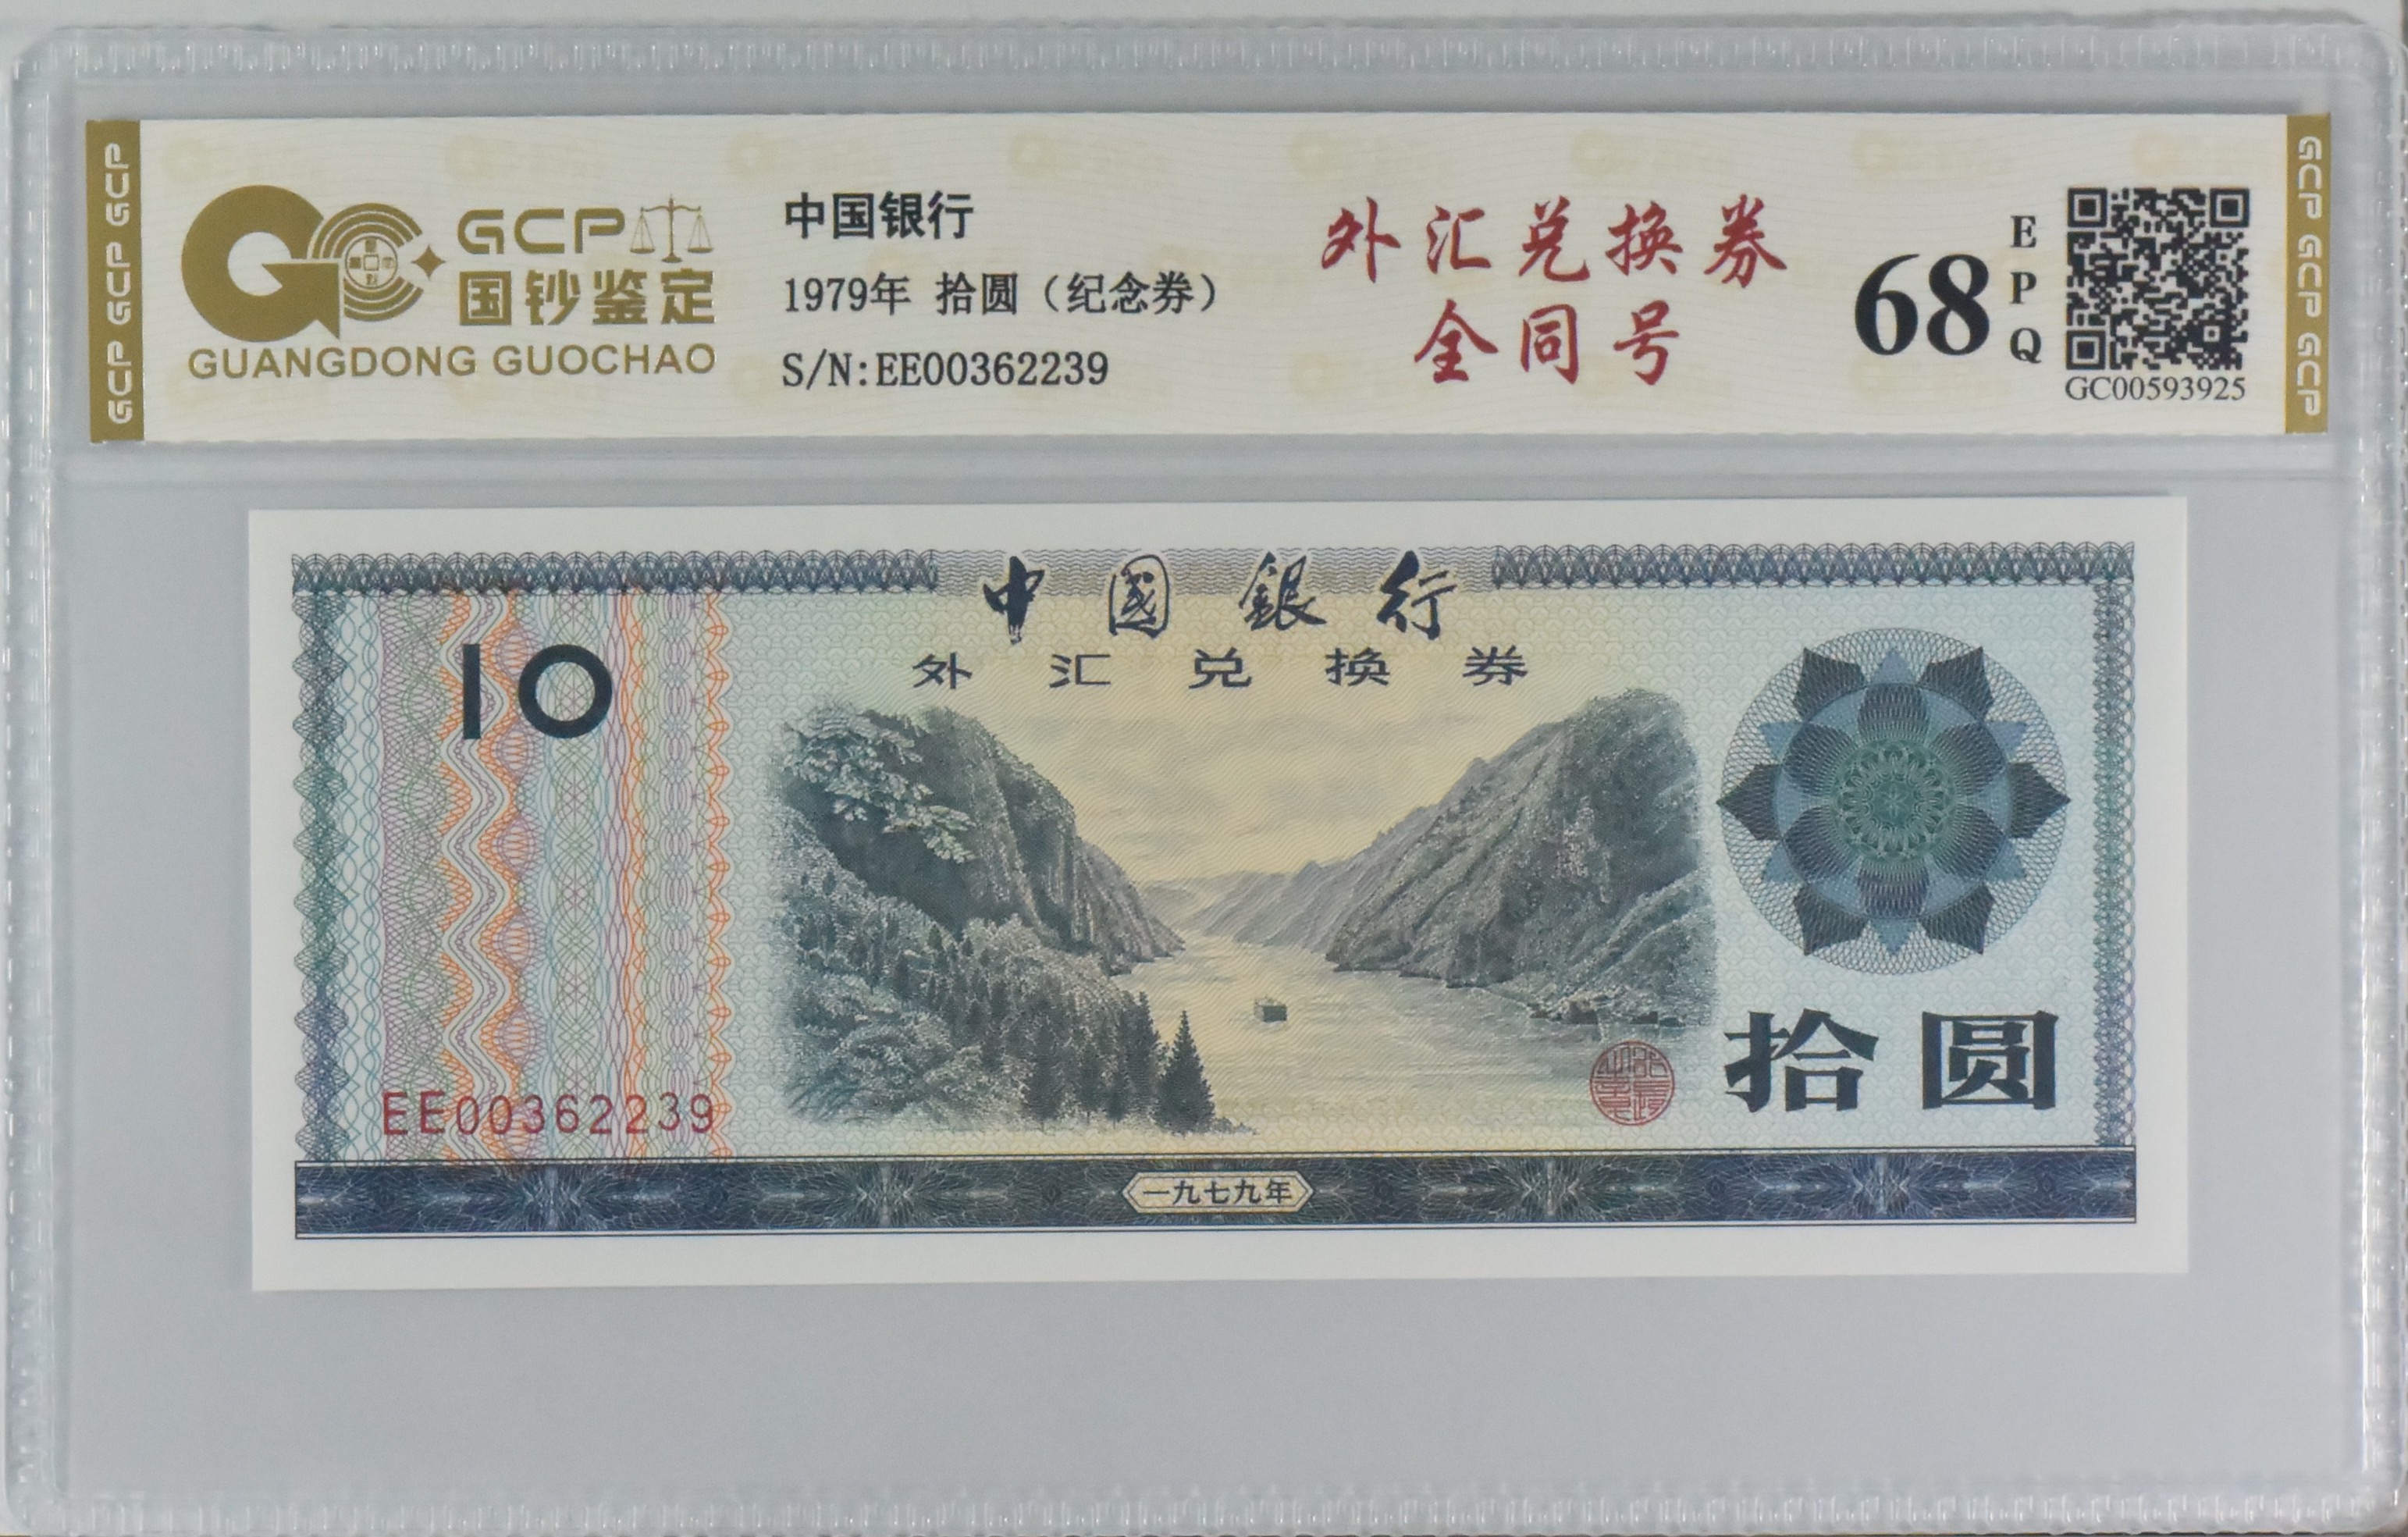 GCP GCP GCP
GCP
国钞鉴定
GUANGDONG GUOCHAO
中国银行
1979年 拾圆（纪念券）
S/N:EE00362239
外汇兑换券
全同号
68
EPQ
GC00593925
GCP GCP GCP
中國銀行
外汇兑换券
10
EE00362239
拾圆
一九七九年